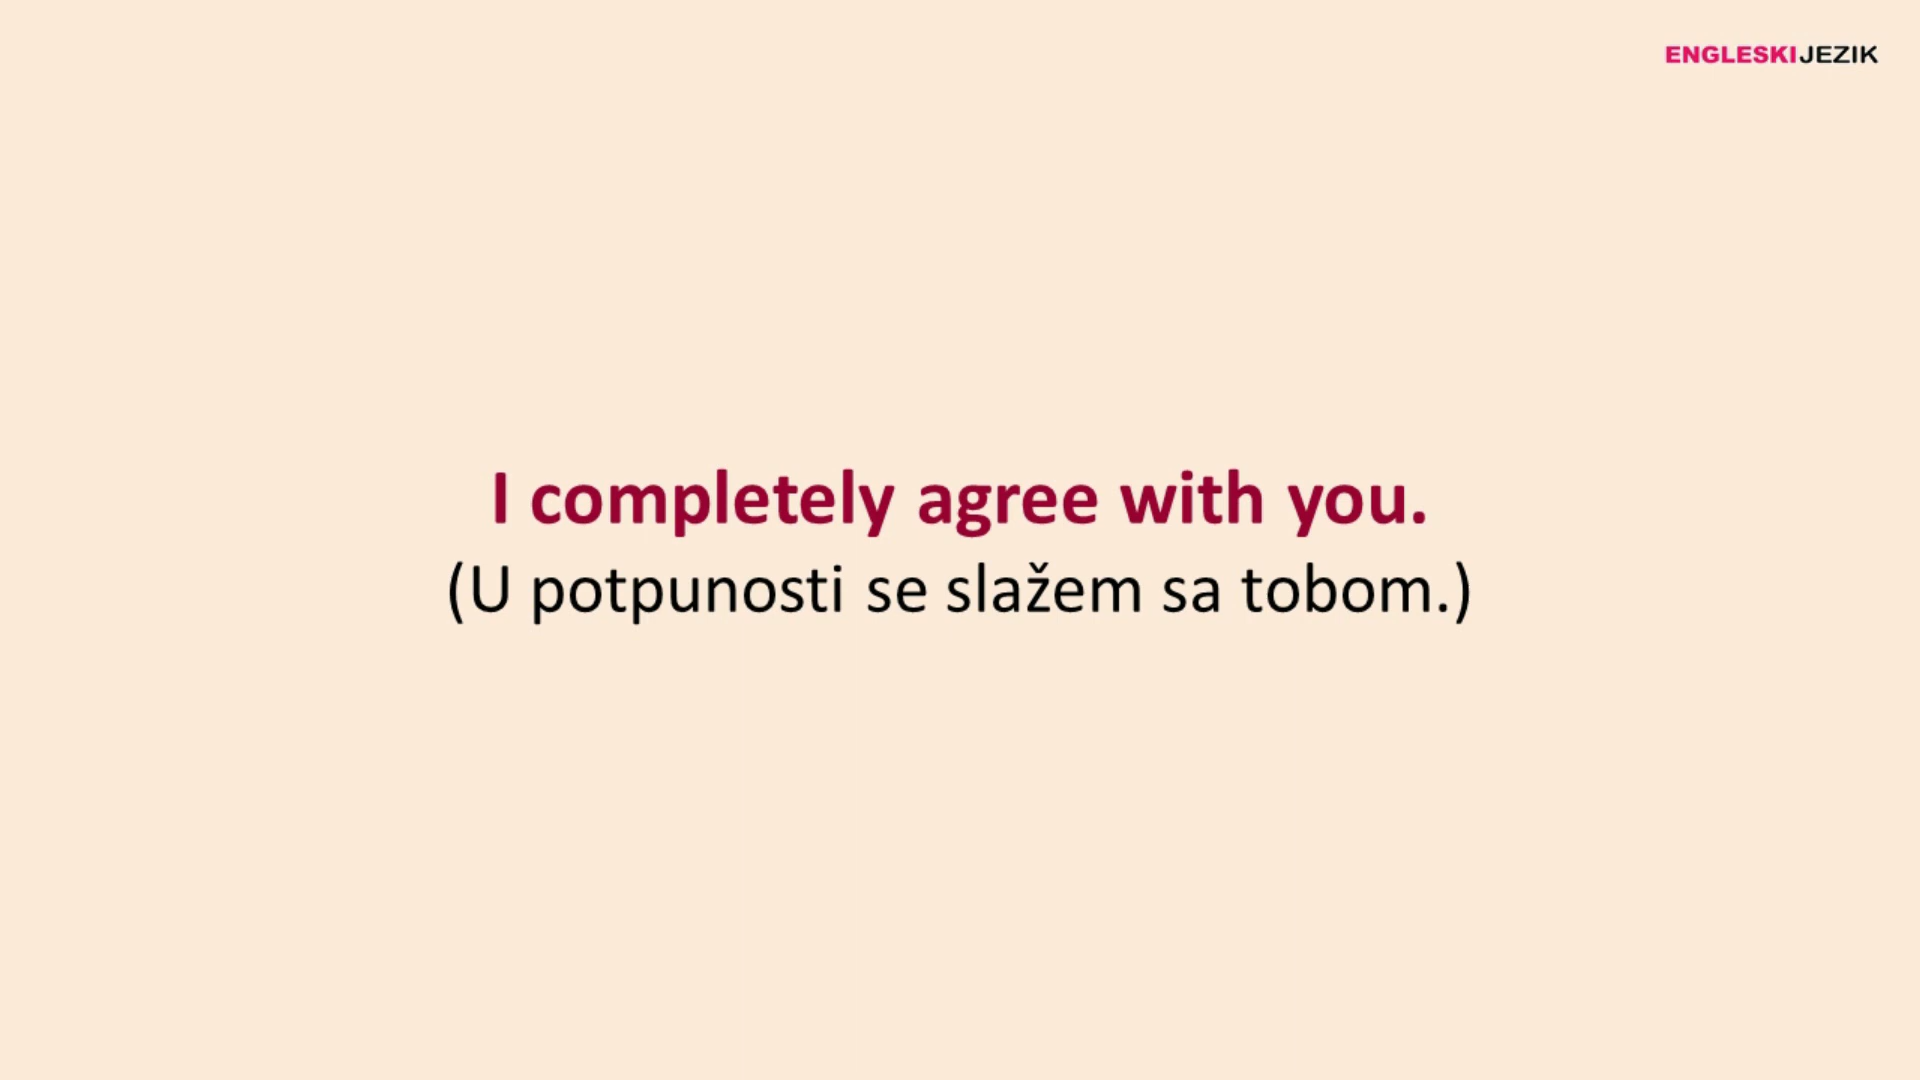 ENGLESKIJEZIK
I completely agree with you.
(U potpunosti se slažem sa tobom.)